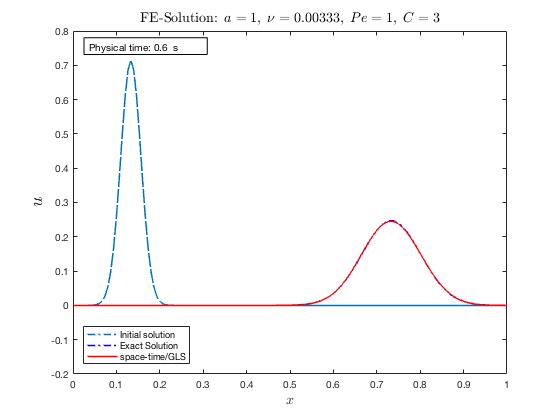 FE-Solution: a = 1, ν = 0.00333, Pe = 1, C = 3
Physical time: 0.6 s
0.8
0.7
0.6
0.5
0.4
0.3
0.2
0.1
0
-0.1
-0.2
u
Initial solution
Exact Solution
space-time/GLS
0 0.1 0.2 0.3 0.4 0.5 0.6 0.7 0.8 0.9 1
x